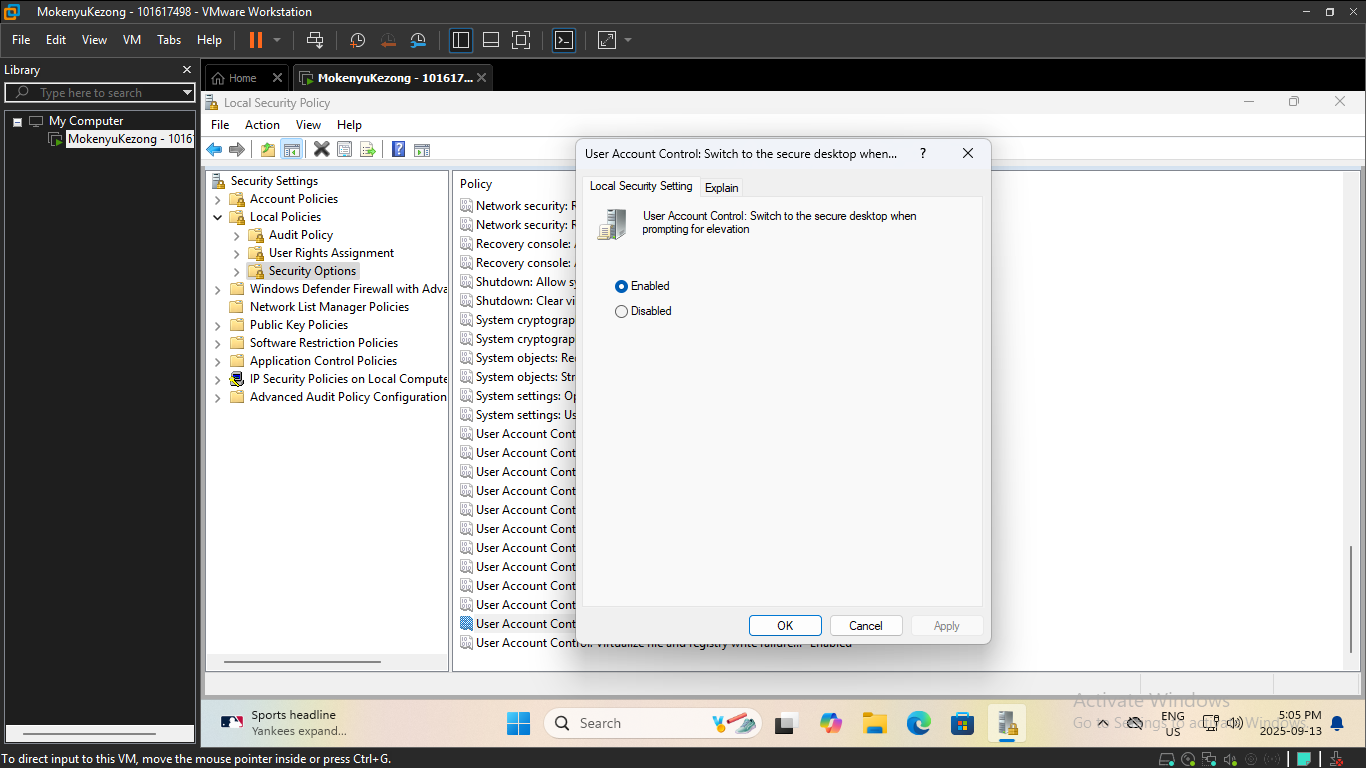 MokenyuKezong - 101617498 - VMware Workstation
File Edit View VM Tabs Help
Library
Type here to search
My Computer
MokenyuKezong - 1016
Home
MokenyuKezong - 101617...
Local Security Policy
File Action View Help
Security Settings
Account Policies
Local Policies
Audit Policy
User Rights Assignment
Security Options
Windows Defender Firewall with Adva
Network List Manager Policies
Public Key Policies
Software Restriction Policies
Application Control Policies
IP Security Policies on Local Compute
Advanced Audit Policy Configuration
Policy
Network security: R
Network security: R
Recovery console:
Recovery console:
Shutdown: Allow sy
Shutdown: Clear vi
System cryptograp
System cryptograp
System objects: Re
System objects: Str
System settings: Op
System settings: Us
User Account Cont
User Account Cont
User Account Cont
User Account Cont
User Account Cont
User Account Cont
User Account Cont
User Account Cont
User Account Cont
User Account Cont
User Account Cont
User Account Control: Virtualize file and registry write failure... Enabled
User Account Control: Switch to the secure desktop when...
?
Local Security Setting
Explain
User Account Control: Switch to the secure desktop when
prompting for elevation
Enabled
Disabled
OK
Cancel
Apply
Activate Windows
Go to Settings to activate Windows.
Sports headline
Yankees expand...
Search
ENG
US
5:05 PM
2025-09-13
To direct input to this VM, move the mouse pointer inside or press Ctrl+G.